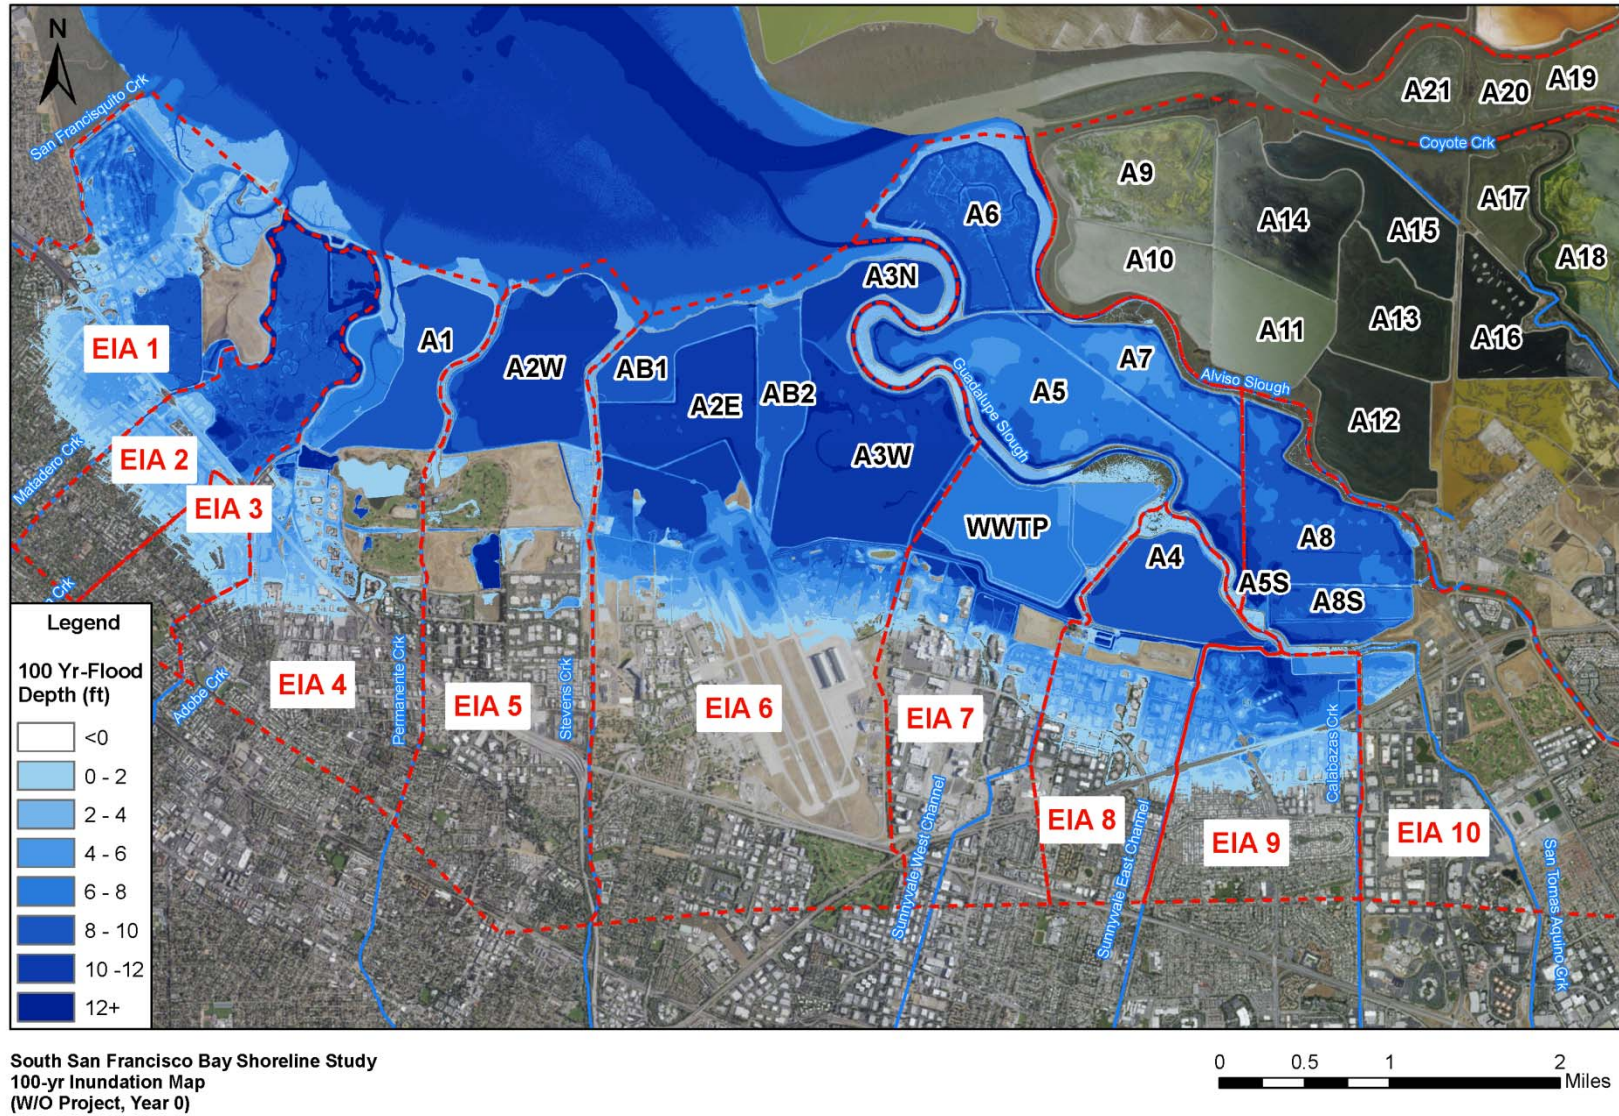 N
San Francisquito Crk
A21
A20
A19
Coyote Crk
A9
A17
A6
A14
A15
A18
A10
A3N
A11
A13
A16
EIA 1
A1
A2W
AB1
A7
A5
Alviso Slough
Guadalupe Slough
A2E
AB2
A12
Matadero Crk
EIA 2
A3W
EIA 3
WWTP
A8
A4
A5S
A8S
Legend
100 Yr-Flood
Depth (ft)
<0
0 - 2
2 - 4
4 - 6
6 - 8
8 - 10
10 -12
12+
Adobe Crk
EIA 4
Permanente Crk
EIA 5
Stevens Crk
EIA 6
EIA 7
Sunnyvale West Channel
EIA 8
Sunnyvale East Channel
EIA 9
Calabazas Crk
EIA 10
San Tomas Aquino Crk
South San Francisco Bay Shoreline Study
100-yr Inundation Map
(W/O Project, Year 0)
0 0.5 1 2
Miles